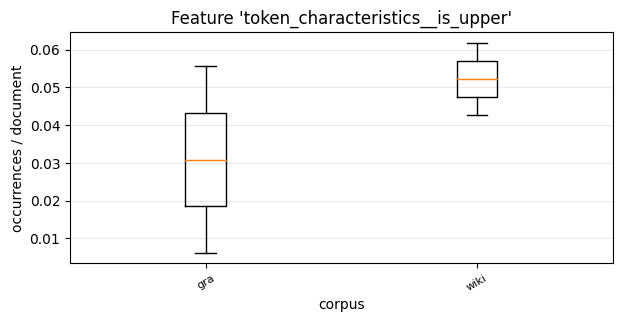 Feature 'token_characteristics__is_upper'
0.06
0.05
0.04
0.03
0.02
0.01
occurrences / document
gra
wiki
corpus